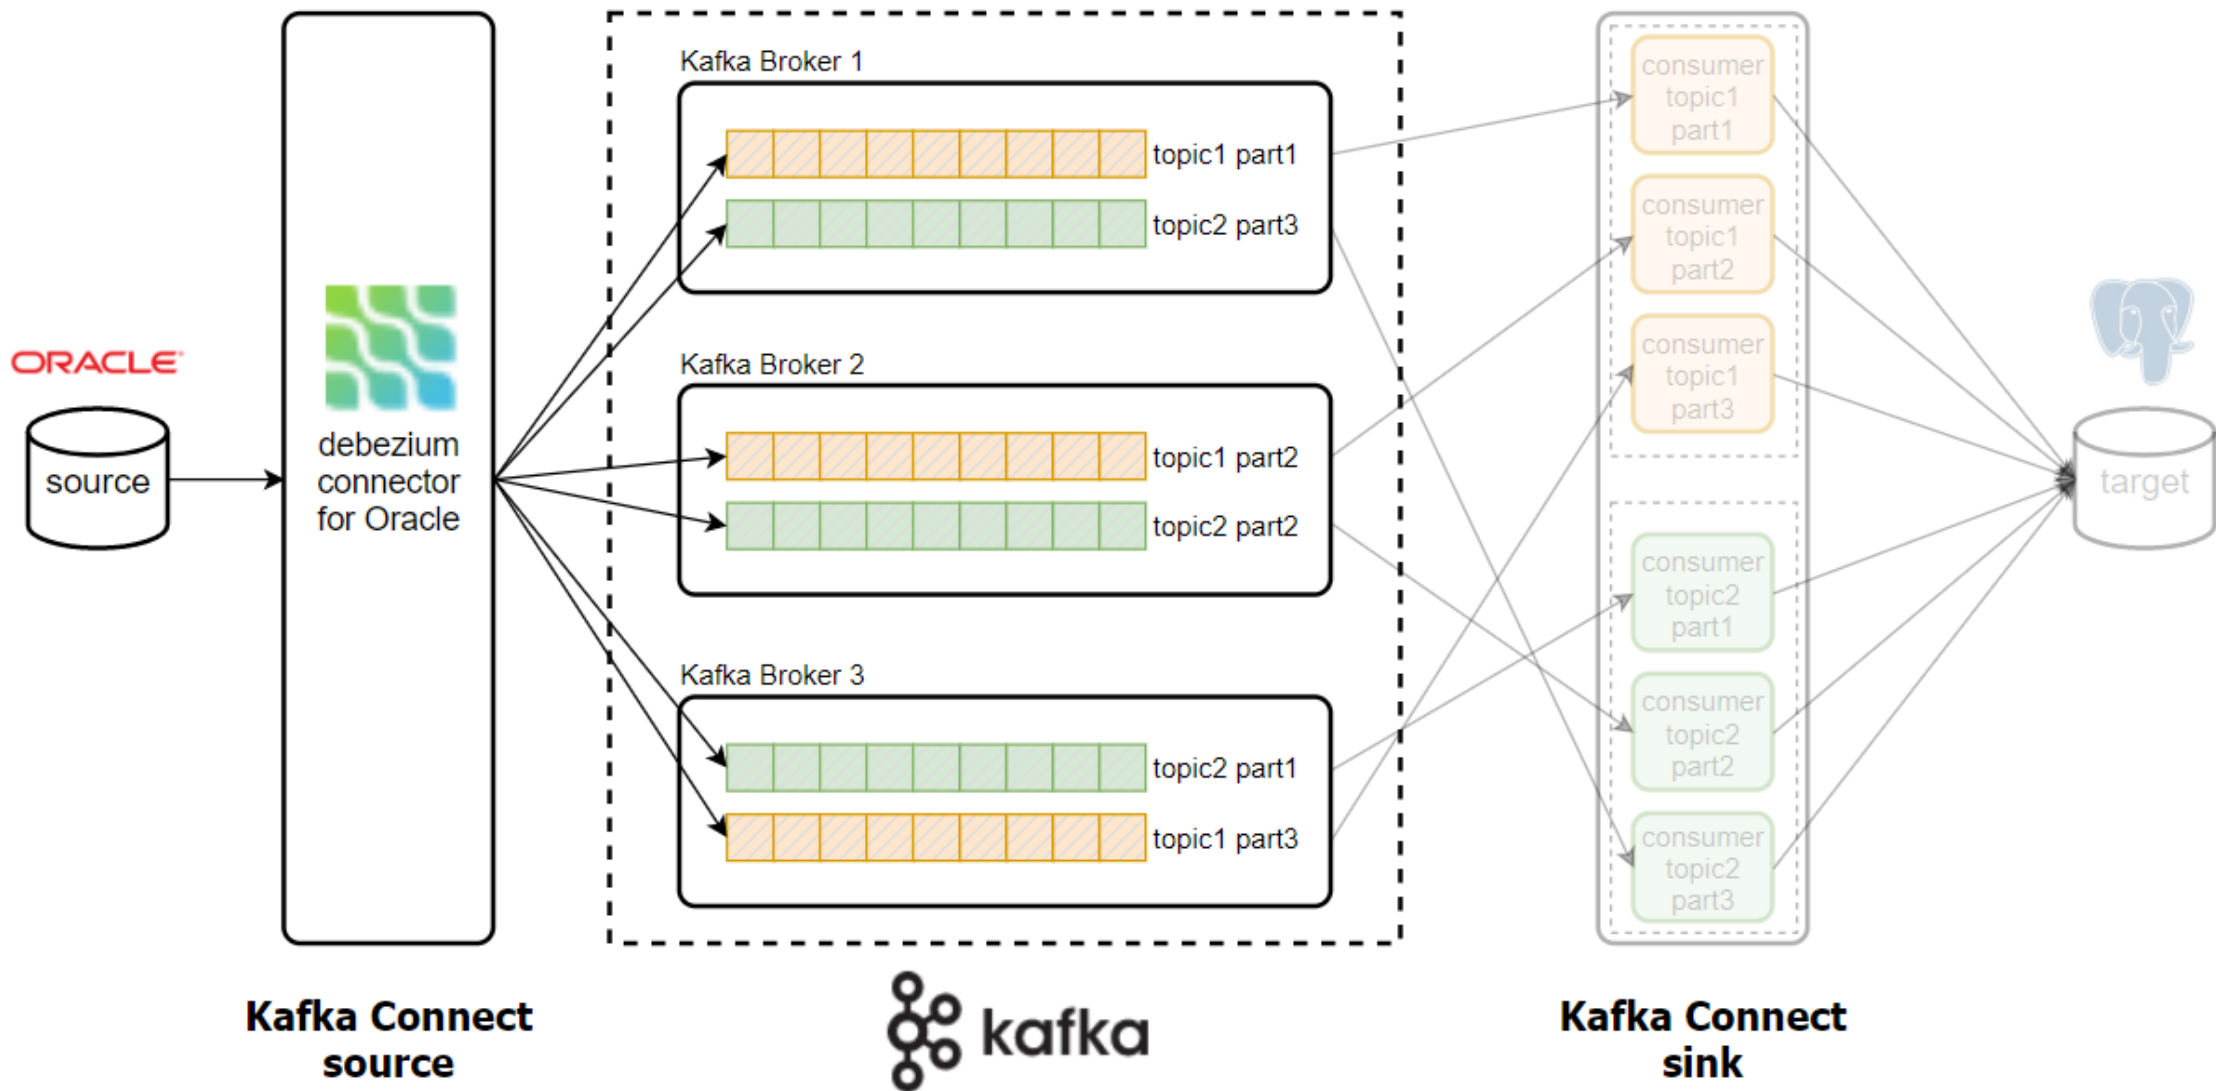 ORACLE
source
debezium
connector
for Oracle
Kafka Connect
source
Kafka Broker 1
topic1 part1
topic2 part3
Kafka Broker 2
topic1 part2
topic2 part2
Kafka Broker 3
topic2 part1
topic1 part3
kafka
consumer
topic1
part1
consumer
topic1
part2
consumer
topic1
part3
consumer
topic2
part1
consumer
topic2
part2
consumer
topic2
part3
Kafka Connect
sink
target